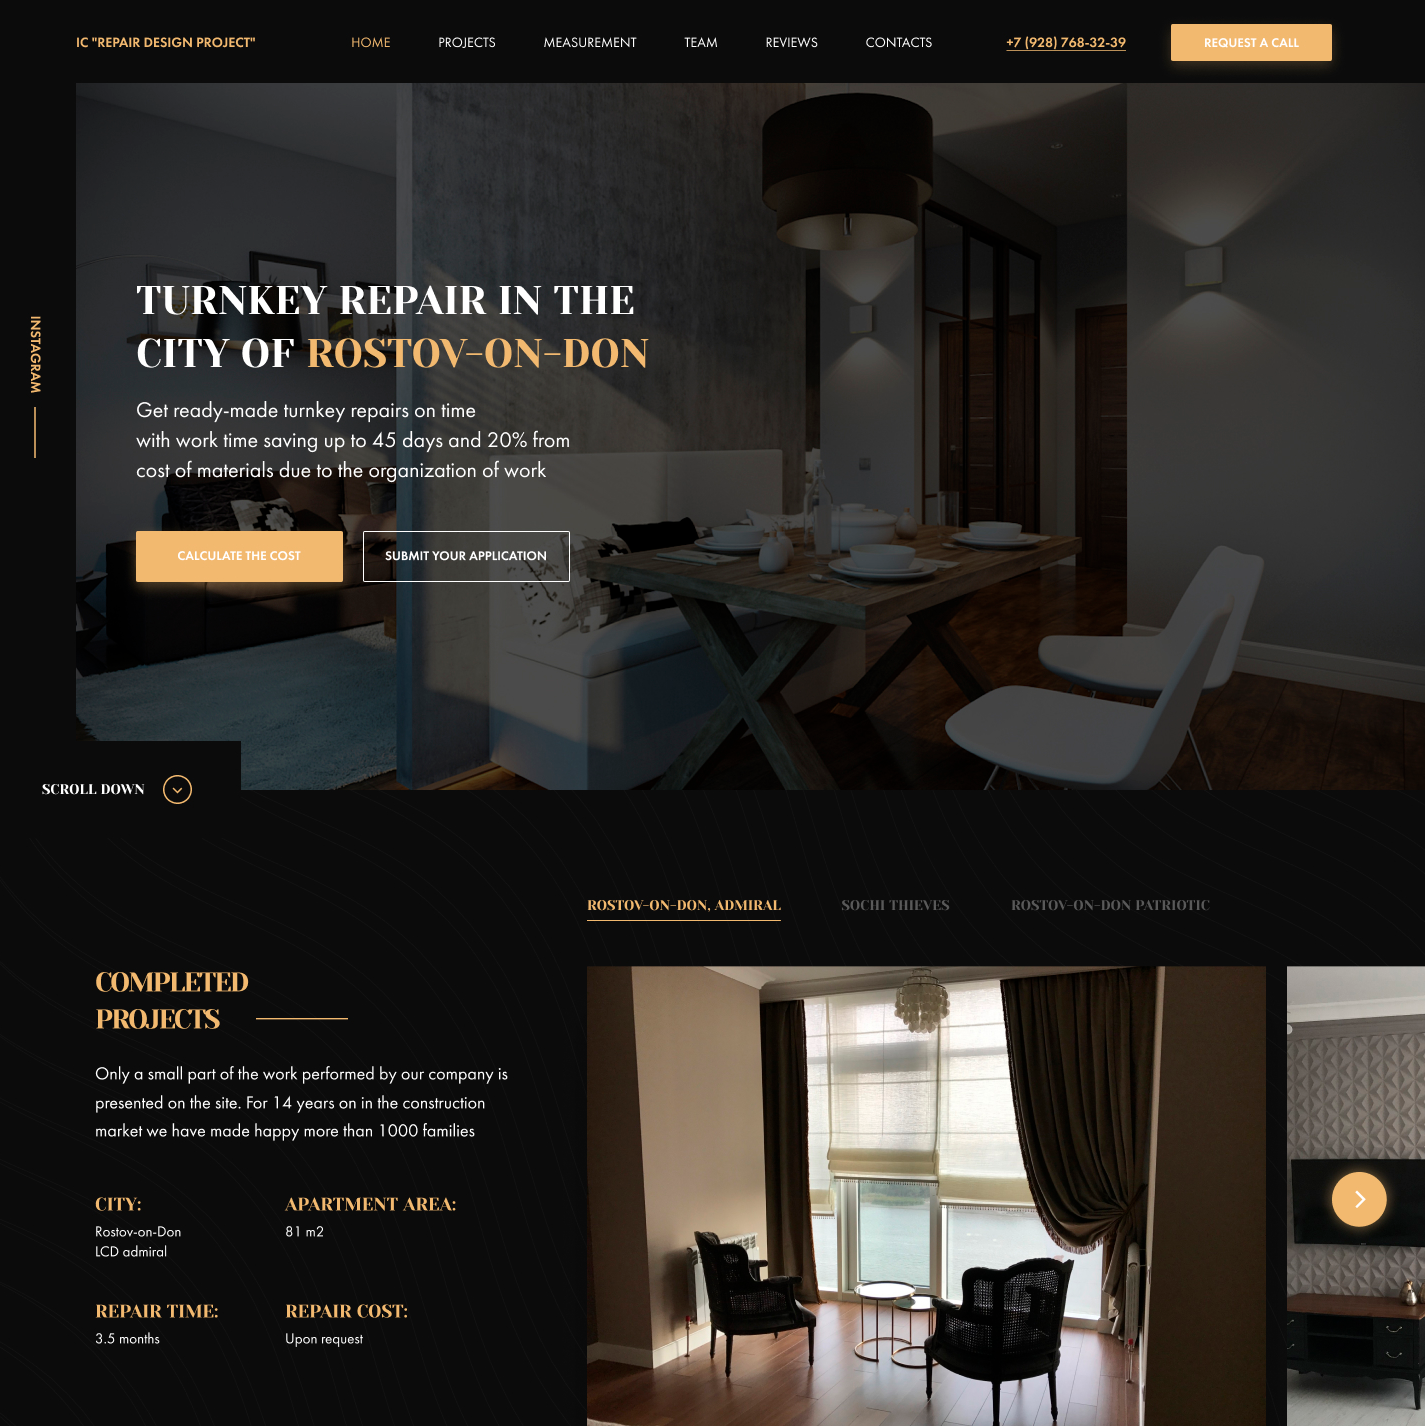 IC "REPAIR DESIGN PROJECT"
HOME
PROJECTS
MEASUREMENT
TEAM
REVIEWS
CONTACTS
+7 (928) 768-32-39
REQUEST A CALL
INSTAGRAM
TURNKEY REPAIR IN THE
CITY OF ROSTOV-ON-DON
Get ready-made turnkey repairs on time
with work time saving up to 45 days and 20% from
cost of materials due to the organization of work
CALCULATE THE COST
SUBMIT YOUR APPLICATION
SCROLL DOWN
ROSTOV-ON-DON, ADMIRAL
SOCHI THIEVES
ROSTOV-ON-DON PATRIOTIC
COMPLETED
PROJECTS
Only a small part of the work performed by our company is
presented on the site. For 14 years on in the construction
market we have made happy more than 1000 families
CITY:
Rostov-on-Don
LCD admiral
APARTMENT AREA:
81 m2
REPAIR TIME:
3.5 months
REPAIR COST:
Upon request